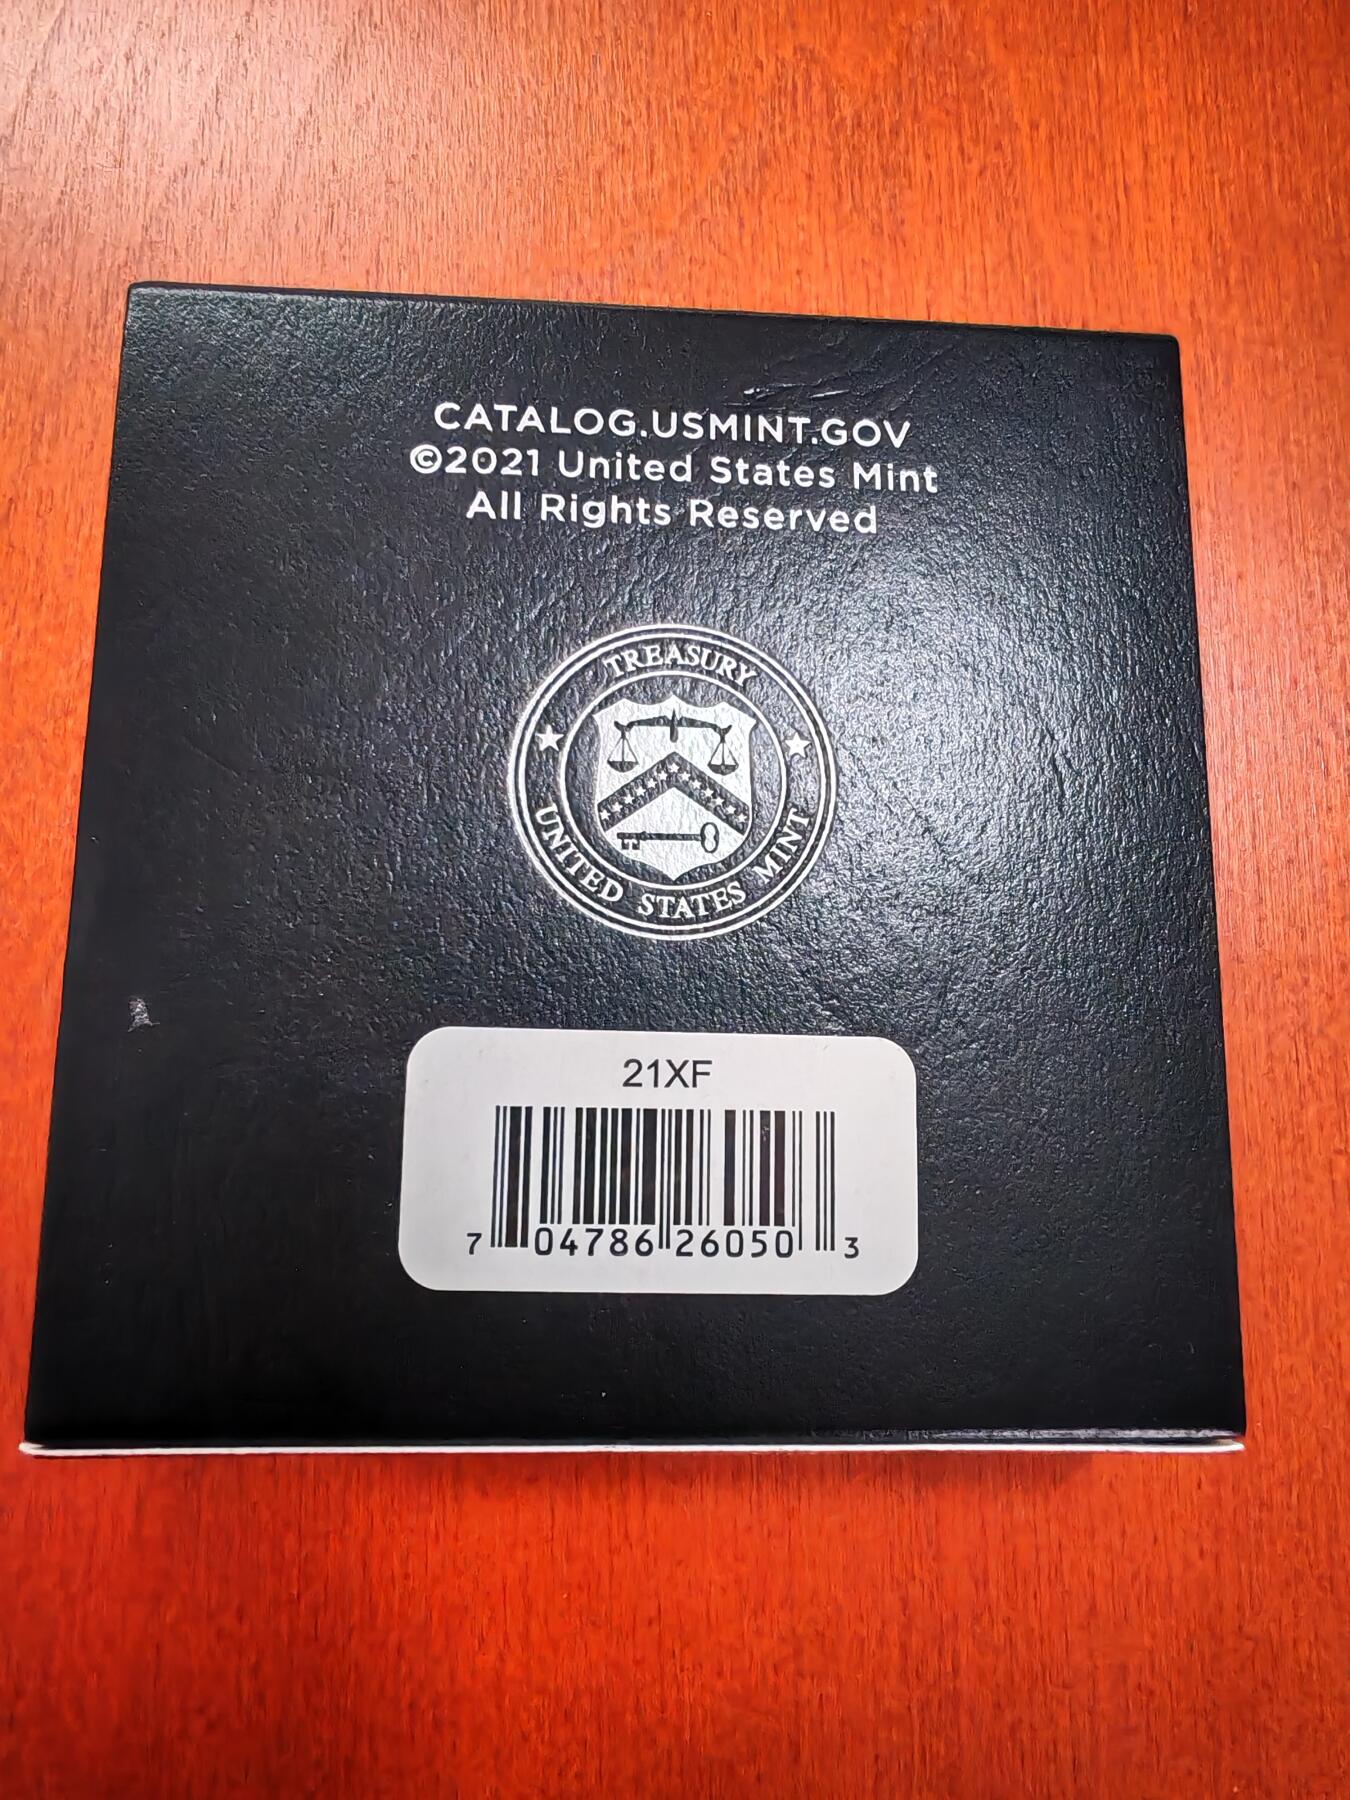 CATALOG.USMINT.GOV
©2021 United States Mint
All Rights Reserved
TREASURY
UNITED STATES MINT
21XF
7 04786 26050 3